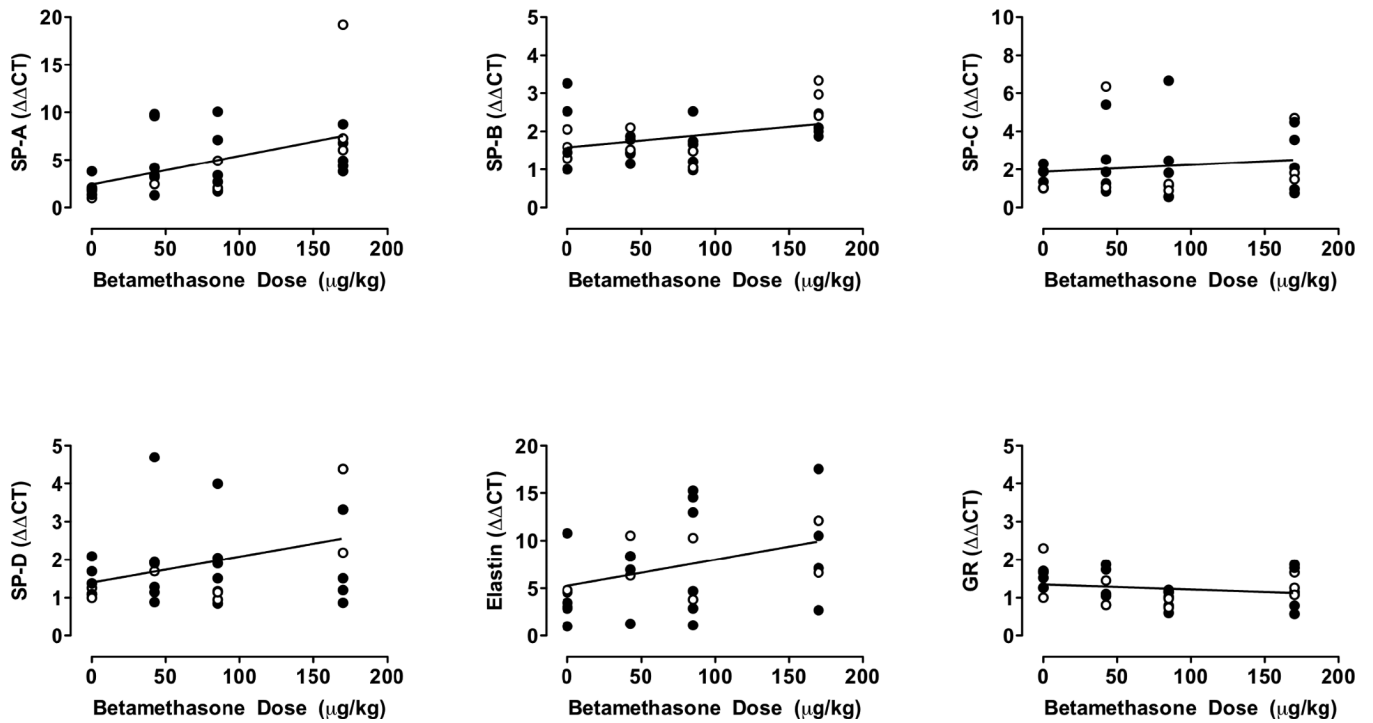 SP-A (ΔΔCT)
20
15
10
5
0
0 50 100 150 200
Betamethasone Dose (μg/kg)
SP-B (ΔΔCT)
5
4
3
2
1
0
0 50 100 150 200
Betamethasone Dose (μg/kg)
SP-C (ΔΔCT)
10
8
6
4
2
0
0 50 100 150 200
Betamethasone Dose (μg/kg)
SP-D (ΔΔCT)
5
4
3
2
1
0
0 50 100 150 200
Betamethasone Dose (μg/kg)
Elastin (ΔΔCT)
20
15
10
5
0
0 50 100 150 200
Betamethasone Dose (μg/kg)
GR (ΔΔCT)
5
4
3
2
1
0
0 50 100 150 200
Betamethasone Dose (μg/kg)